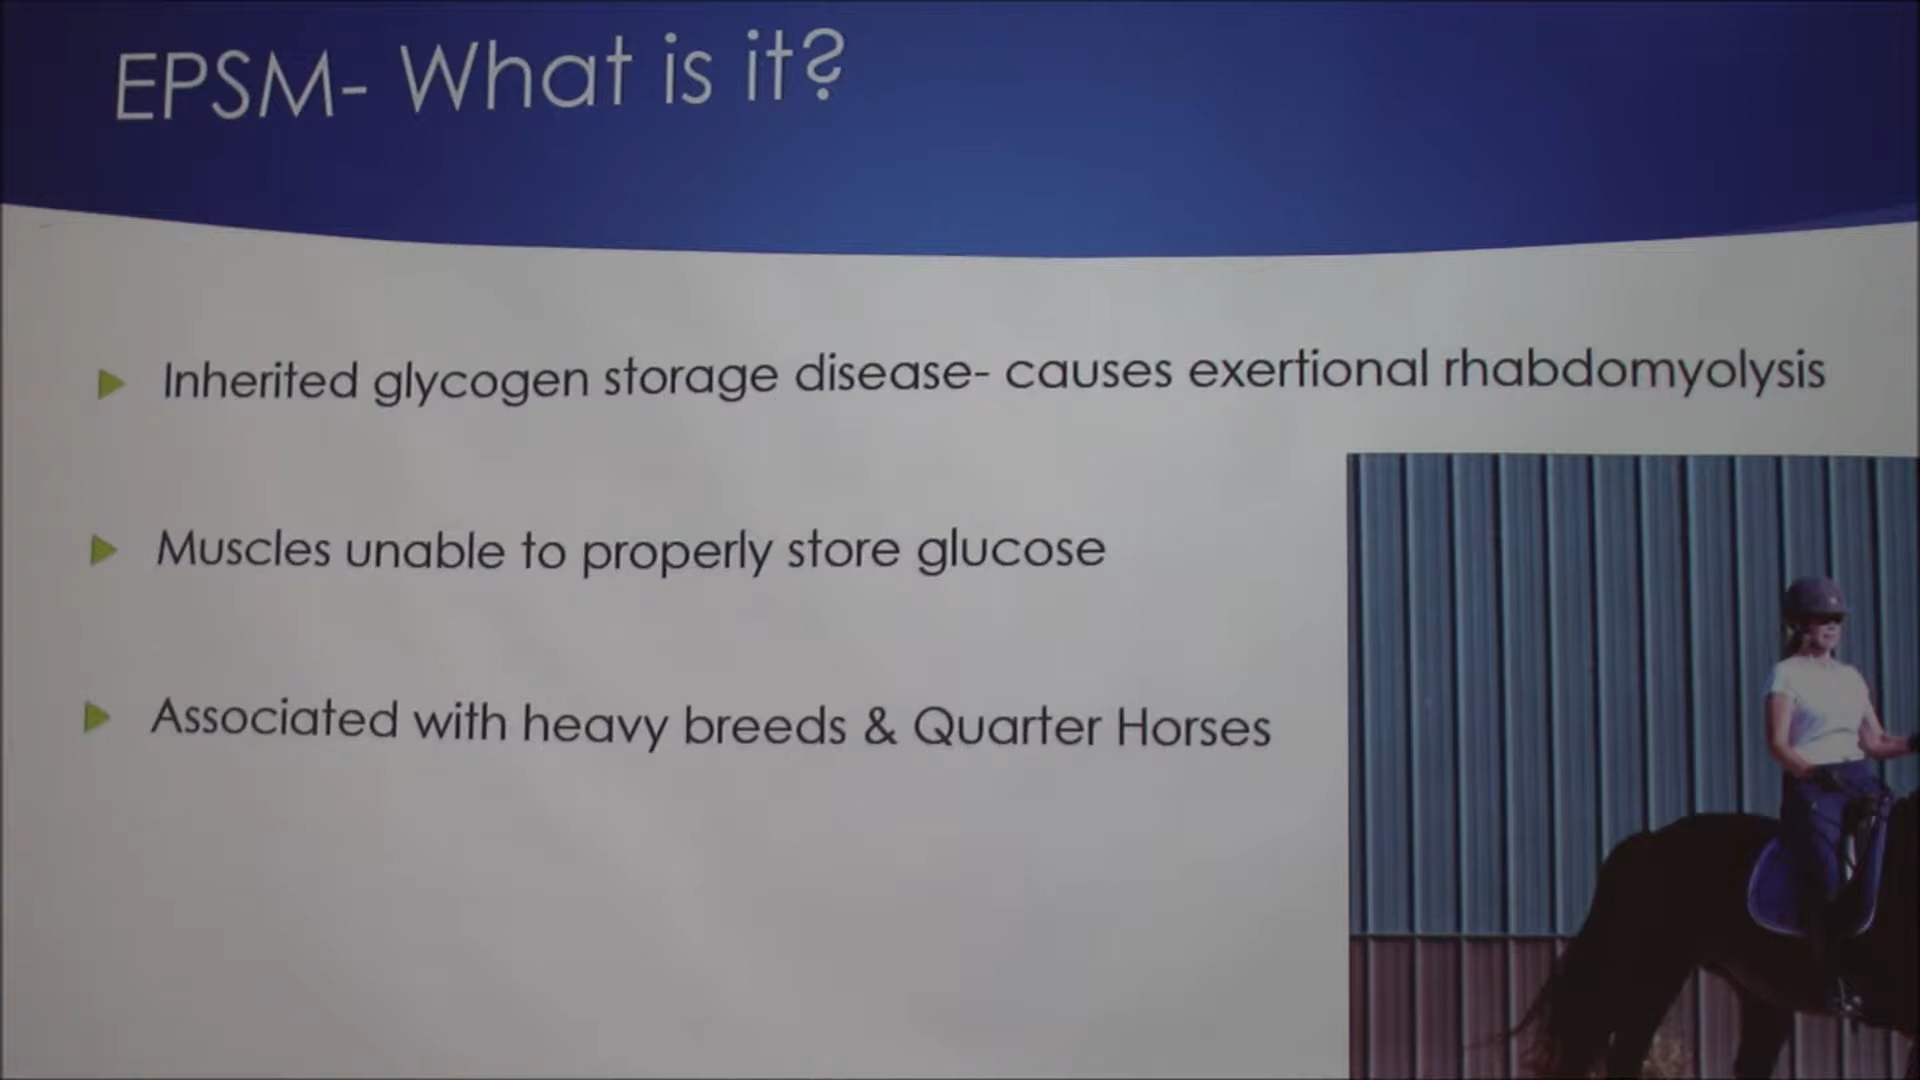 EPSM- What is it?
Inherited glycogen storage disease- causes exertional rhabdomyolysis
Muscles unable to properly store glucose
Associated with heavy breeds & Quarter Horses